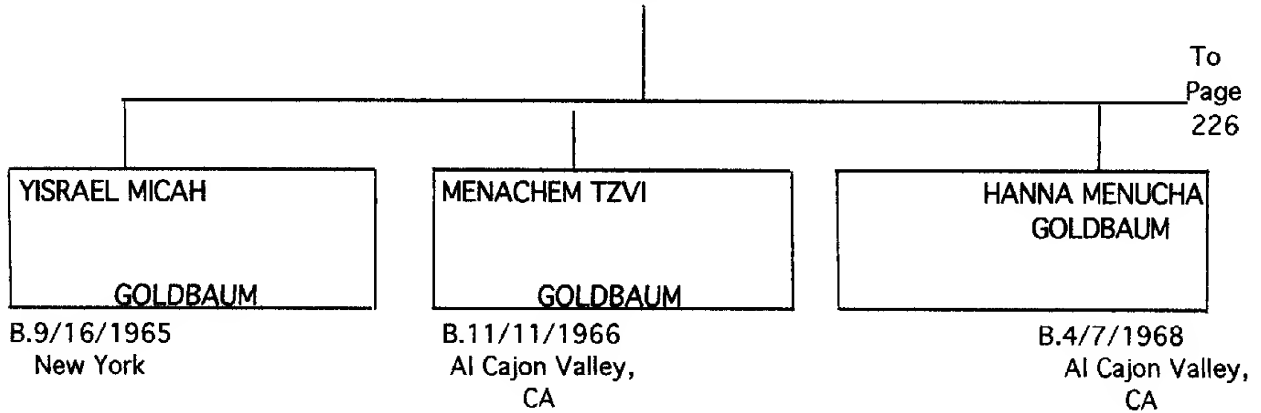 To
Page
226
YISRAEL MICAH
GOLDBAUM
B.9/16/1965
New York
MENACHEM TZVI
GOLDBAUM
B.11/11/1966
Al Cajon Valley,
CA
HANNA MENUCHA
GOLDBAUM
B.4/7/1968
Al Cajon Valley,
CA